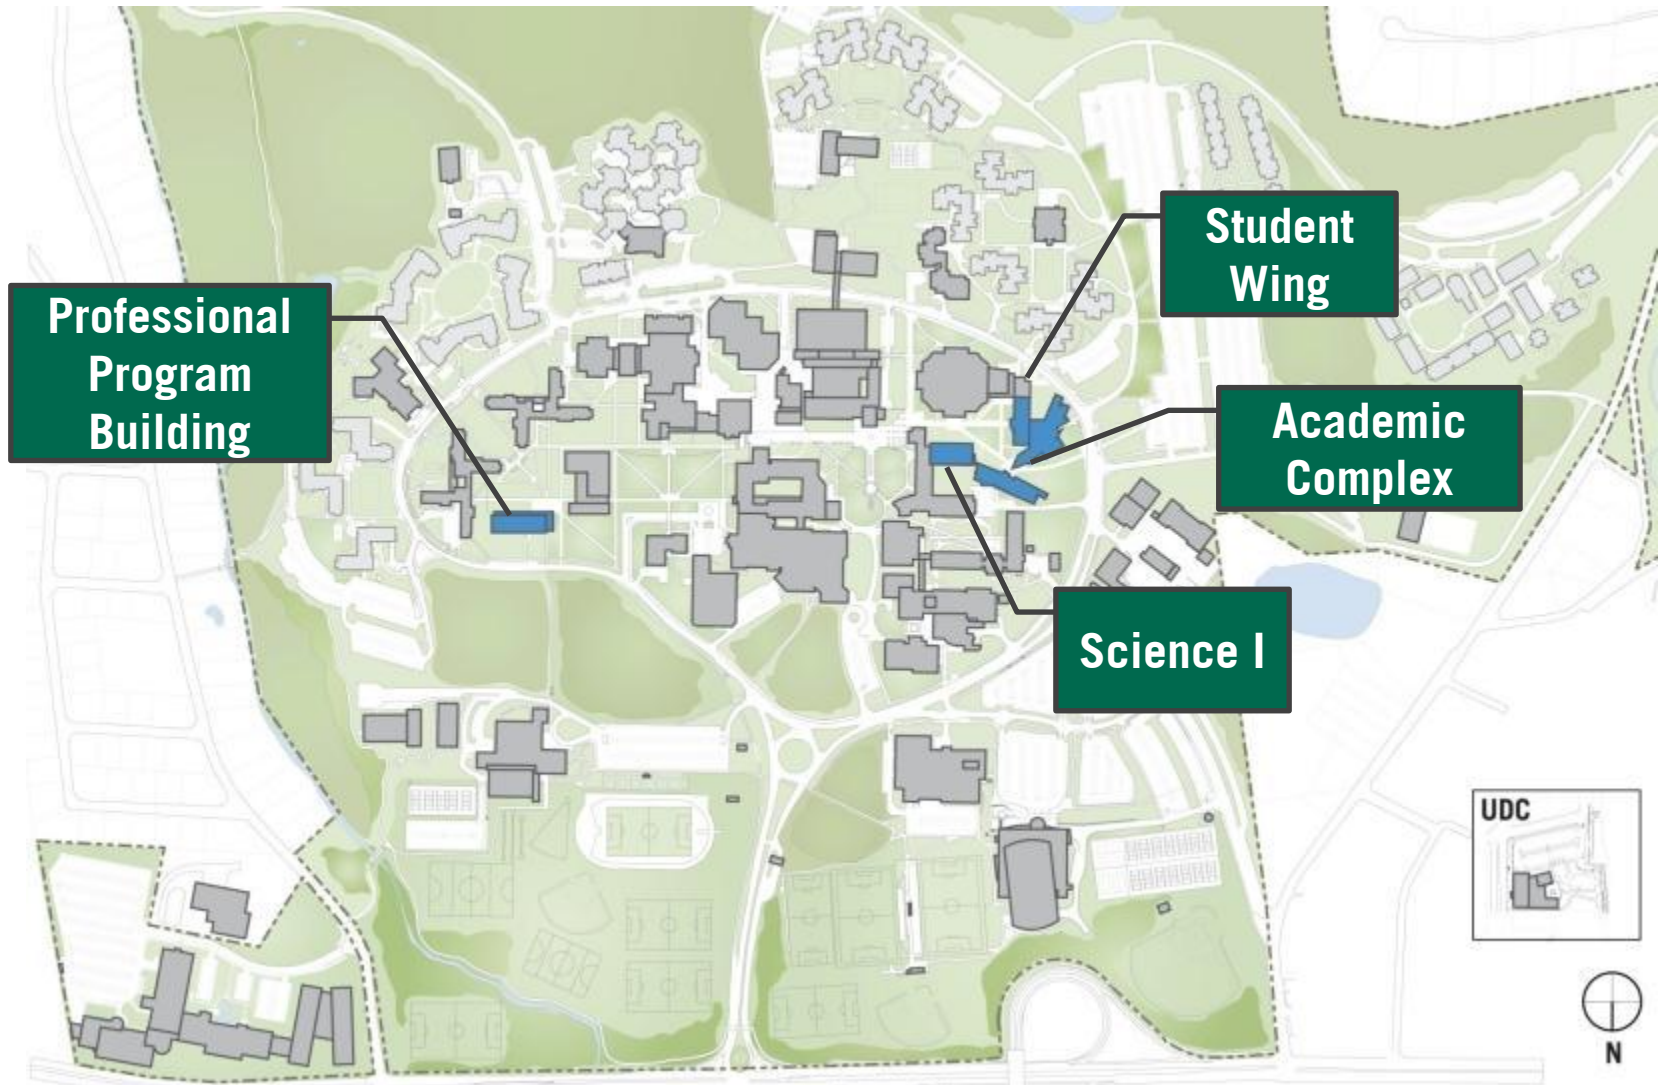 Student
Wing
Professional
Program
Building
Academic
Complex
Science I
UDC
N